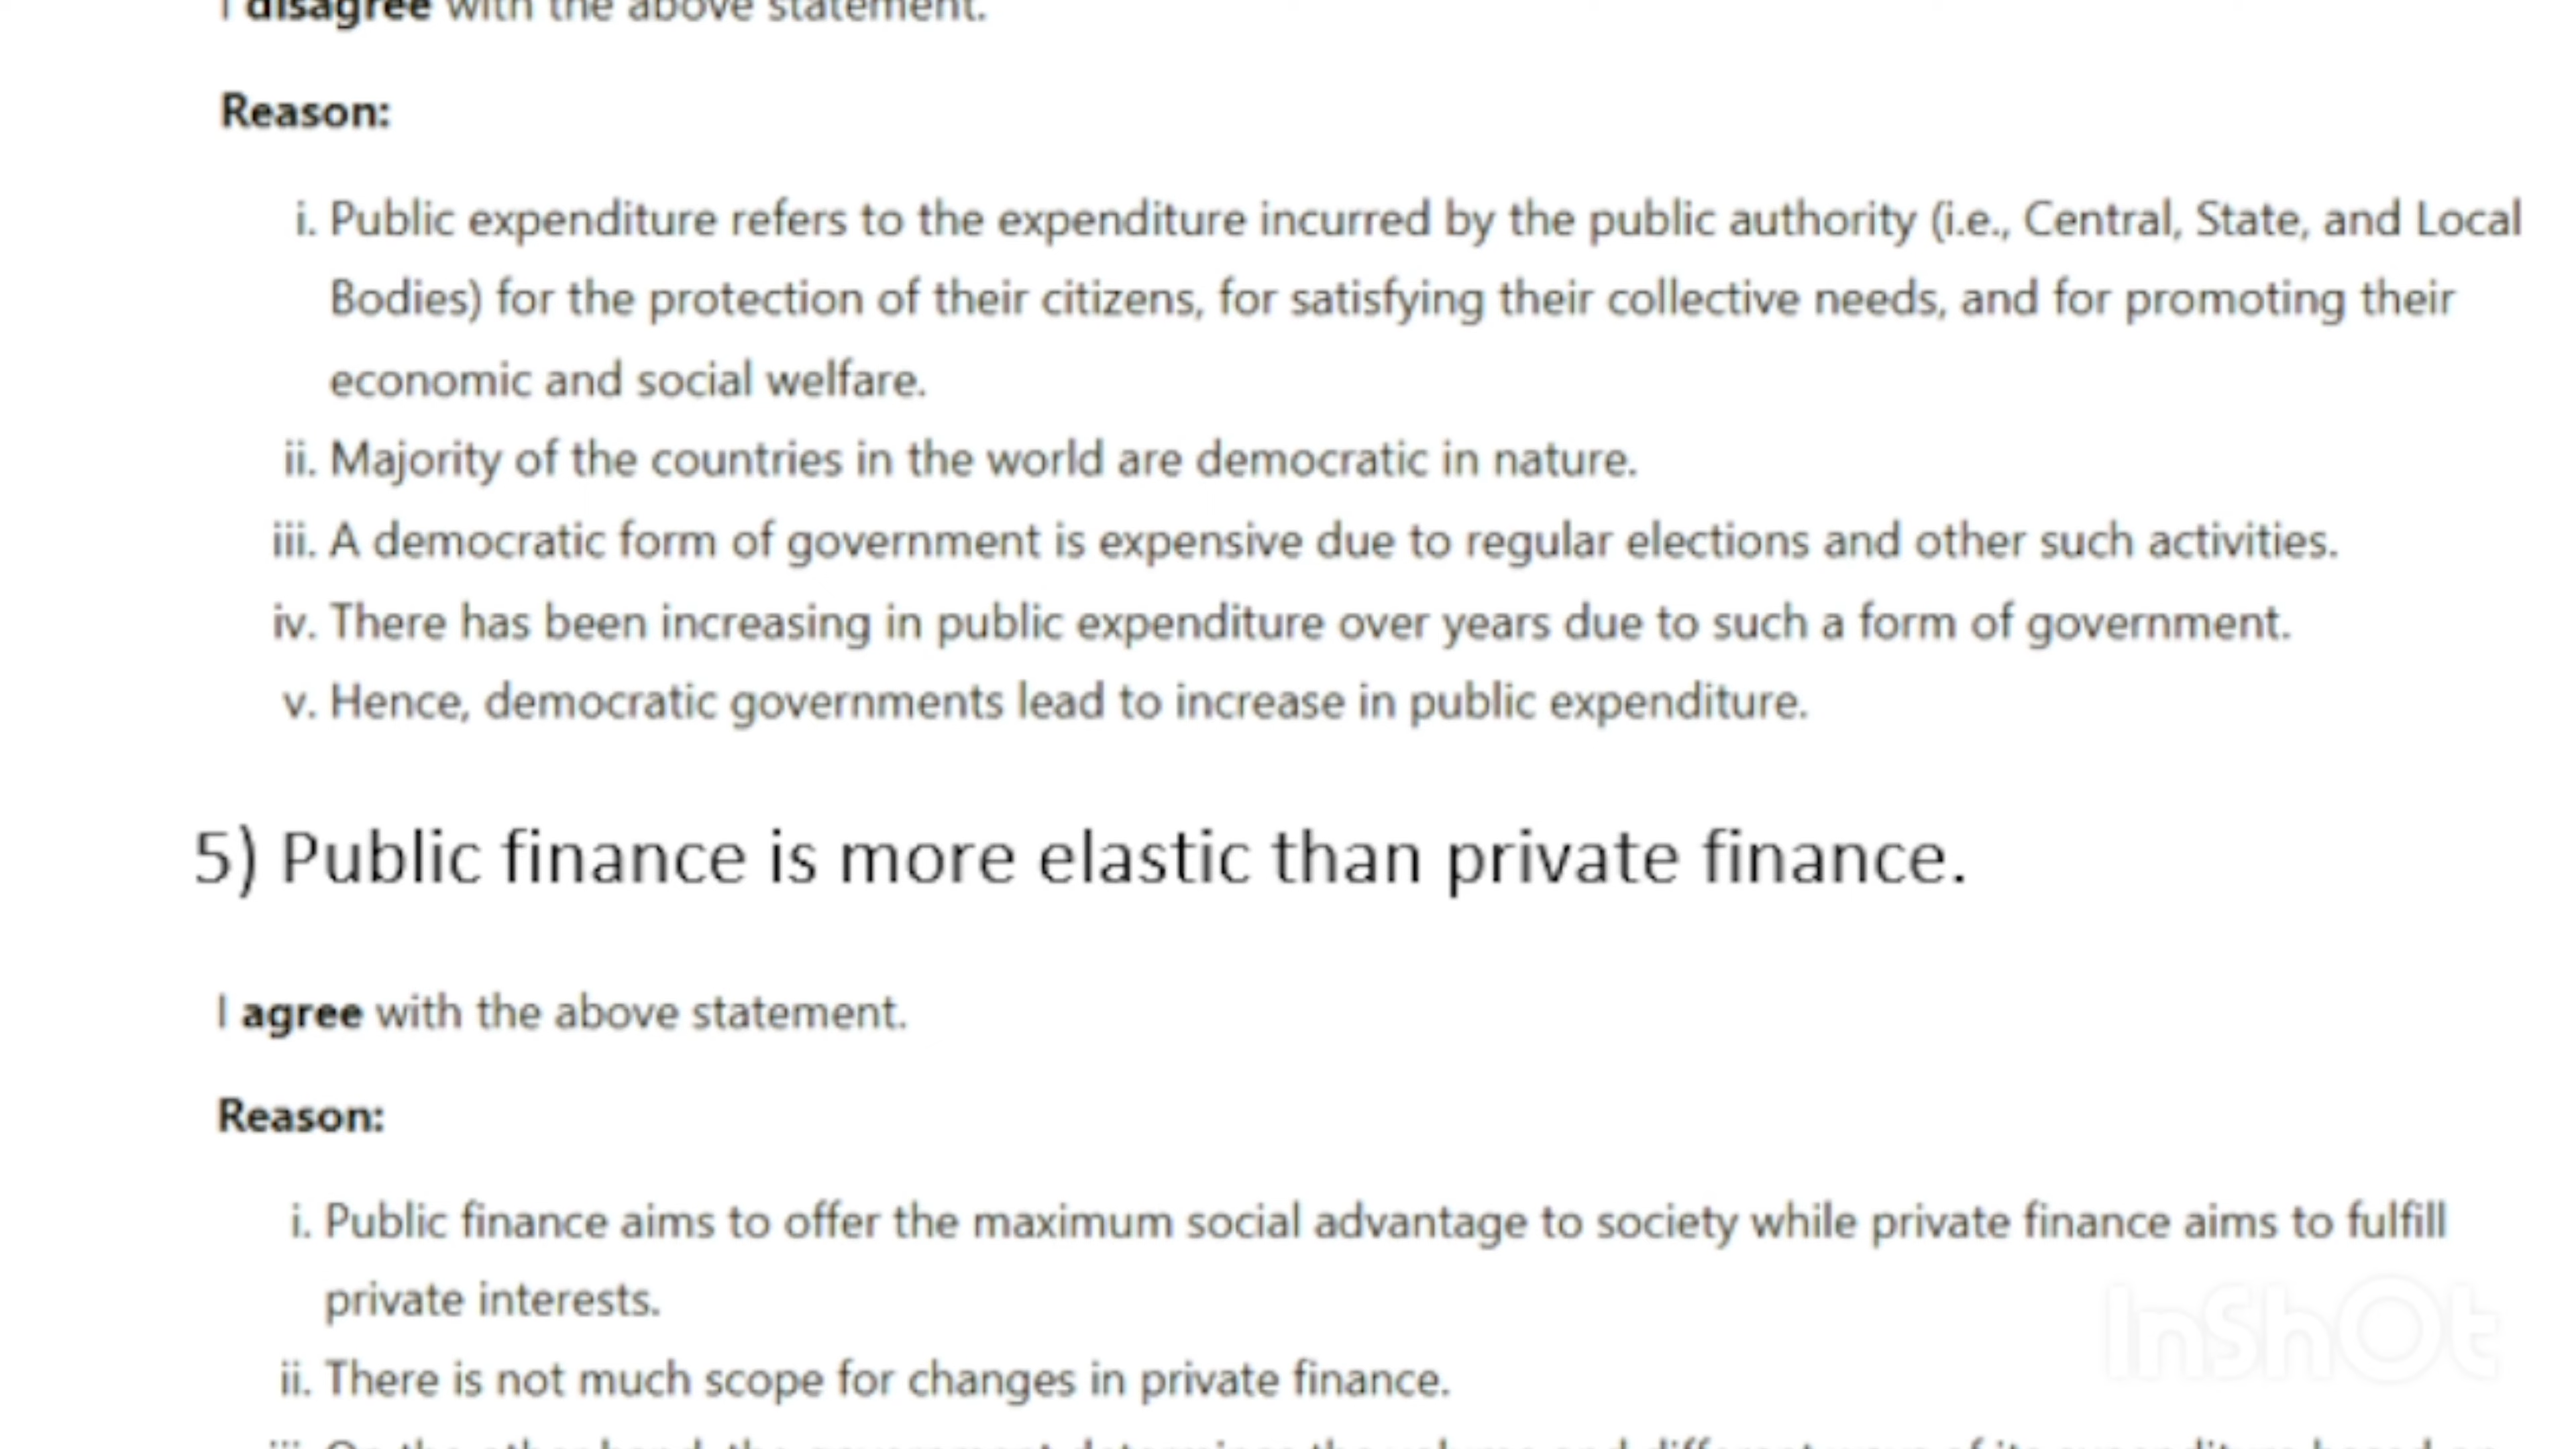 I disagree with the above statement.
Reason:
i. Public expenditure refers to the expenditure incurred by the public authority (i.e., Central, State, and Local
Bodies) for the protection of their citizens, for satisfying their collective needs, and for promoting their
economic and social welfare.
ii. Majority of the countries in the world are democratic in nature.
iii. A democratic form of government is expensive due to regular elections and other such activities.
iv. There has been increasing in public expenditure over years due to such a form of government.
v. Hence, democratic governments lead to increase in public expenditure.
5) Public finance is more elastic than private finance.
I agree with the above statement.
Reason:
i. Public finance aims to offer the maximum social advantage to society while private finance aims to fulfill
private interests.
InShOt
ii. There is not much scope for changes in private finance.